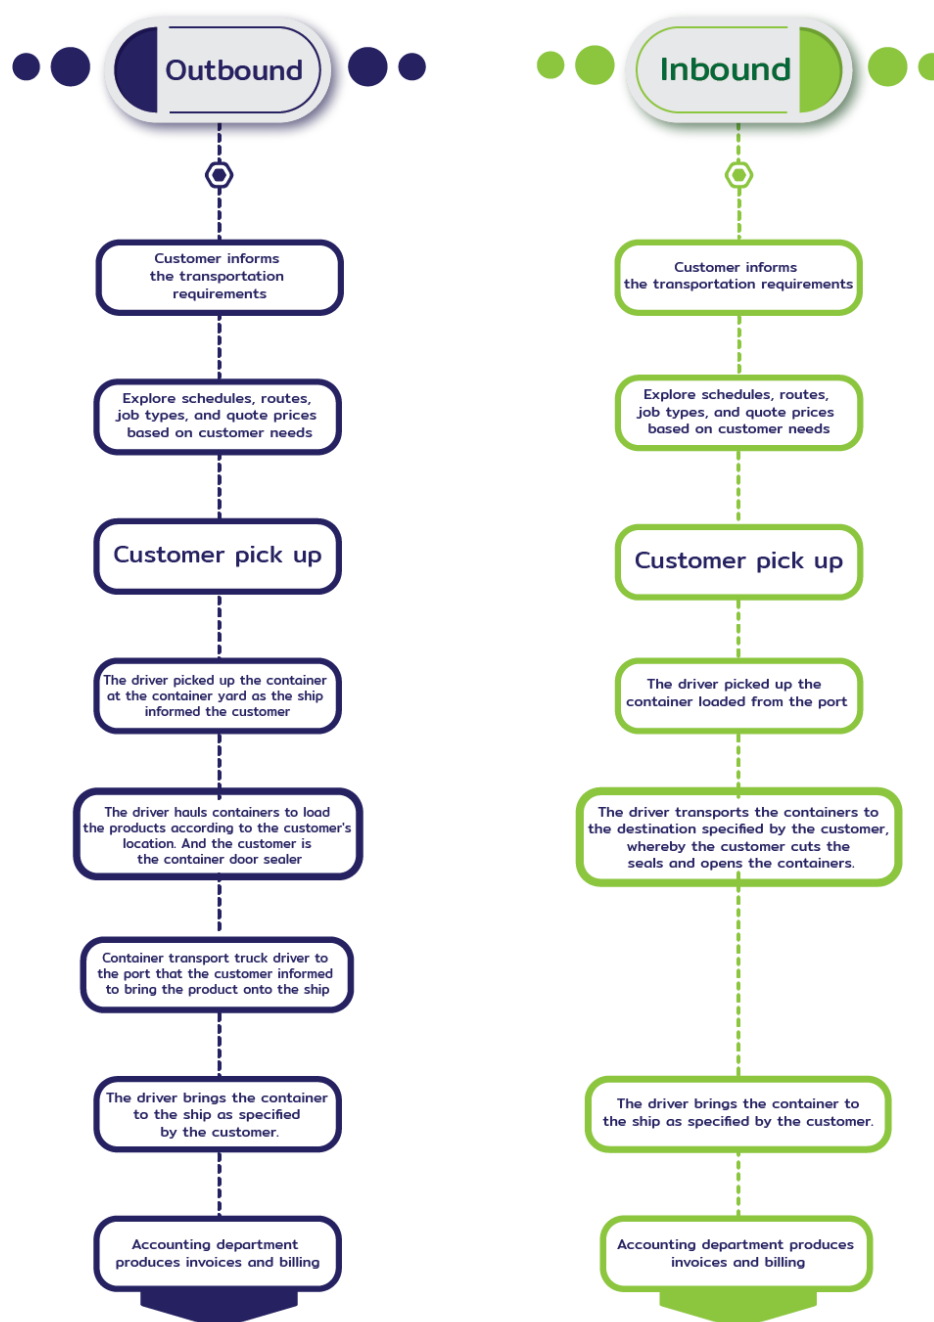 Outbound
Customer informs
the transportation
requirements
Explore schedules, routes,
job types, and quote prices
based on customer needs
Customer pick up
The driver picked up the container
at the container yard as the ship
informed the customer
The driver hauls containers to load
the products according to the customer's
location. And the customer is
the container door sealer
Container transport truck driver to
the port that the customer informed
to bring the product onto the ship
The driver brings the container
to the ship as specified
by the customer.
Accounting department
produces invoices and billing
Inbound
Customer informs
the transportation requirements
Explore schedules, routes,
job types, and quote prices
based on customer needs
Customer pick up
The driver picked up the
container loaded from the port
The driver transports the containers to
the destination specified by the customer,
whereby the customer cuts the
seals and opens the containers.
The driver brings the container to
the ship as specified by the customer.
Accounting department produces
invoices and billing